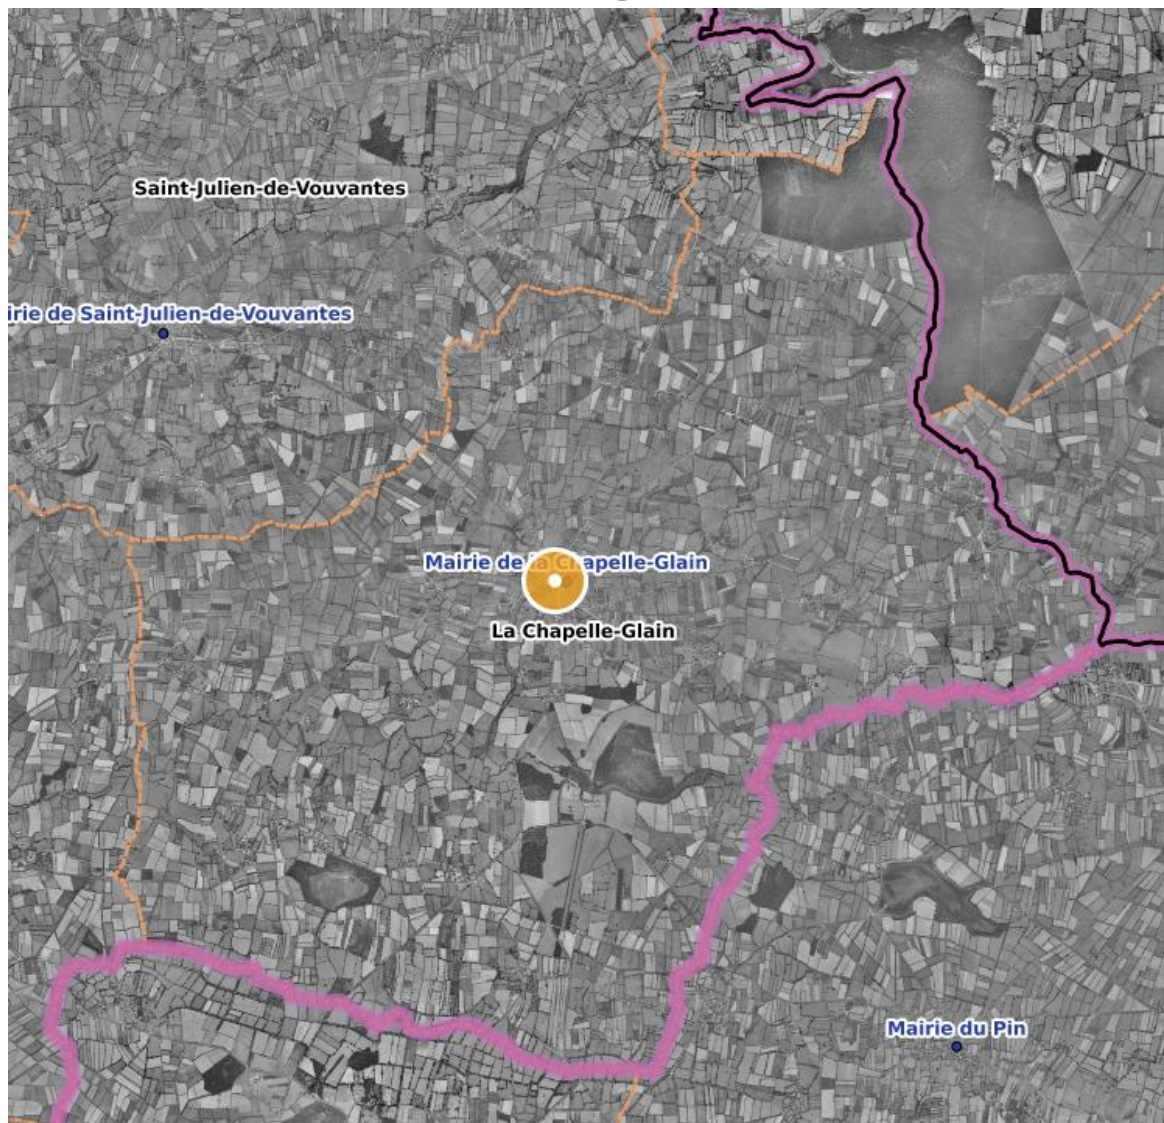 Saint-Julien-de-Vouvantes
irie de Saint-Julien-de-Vouvantes
Mairie de la Chapelle-Glain
La Chapelle-Glain
Mairie du Pin